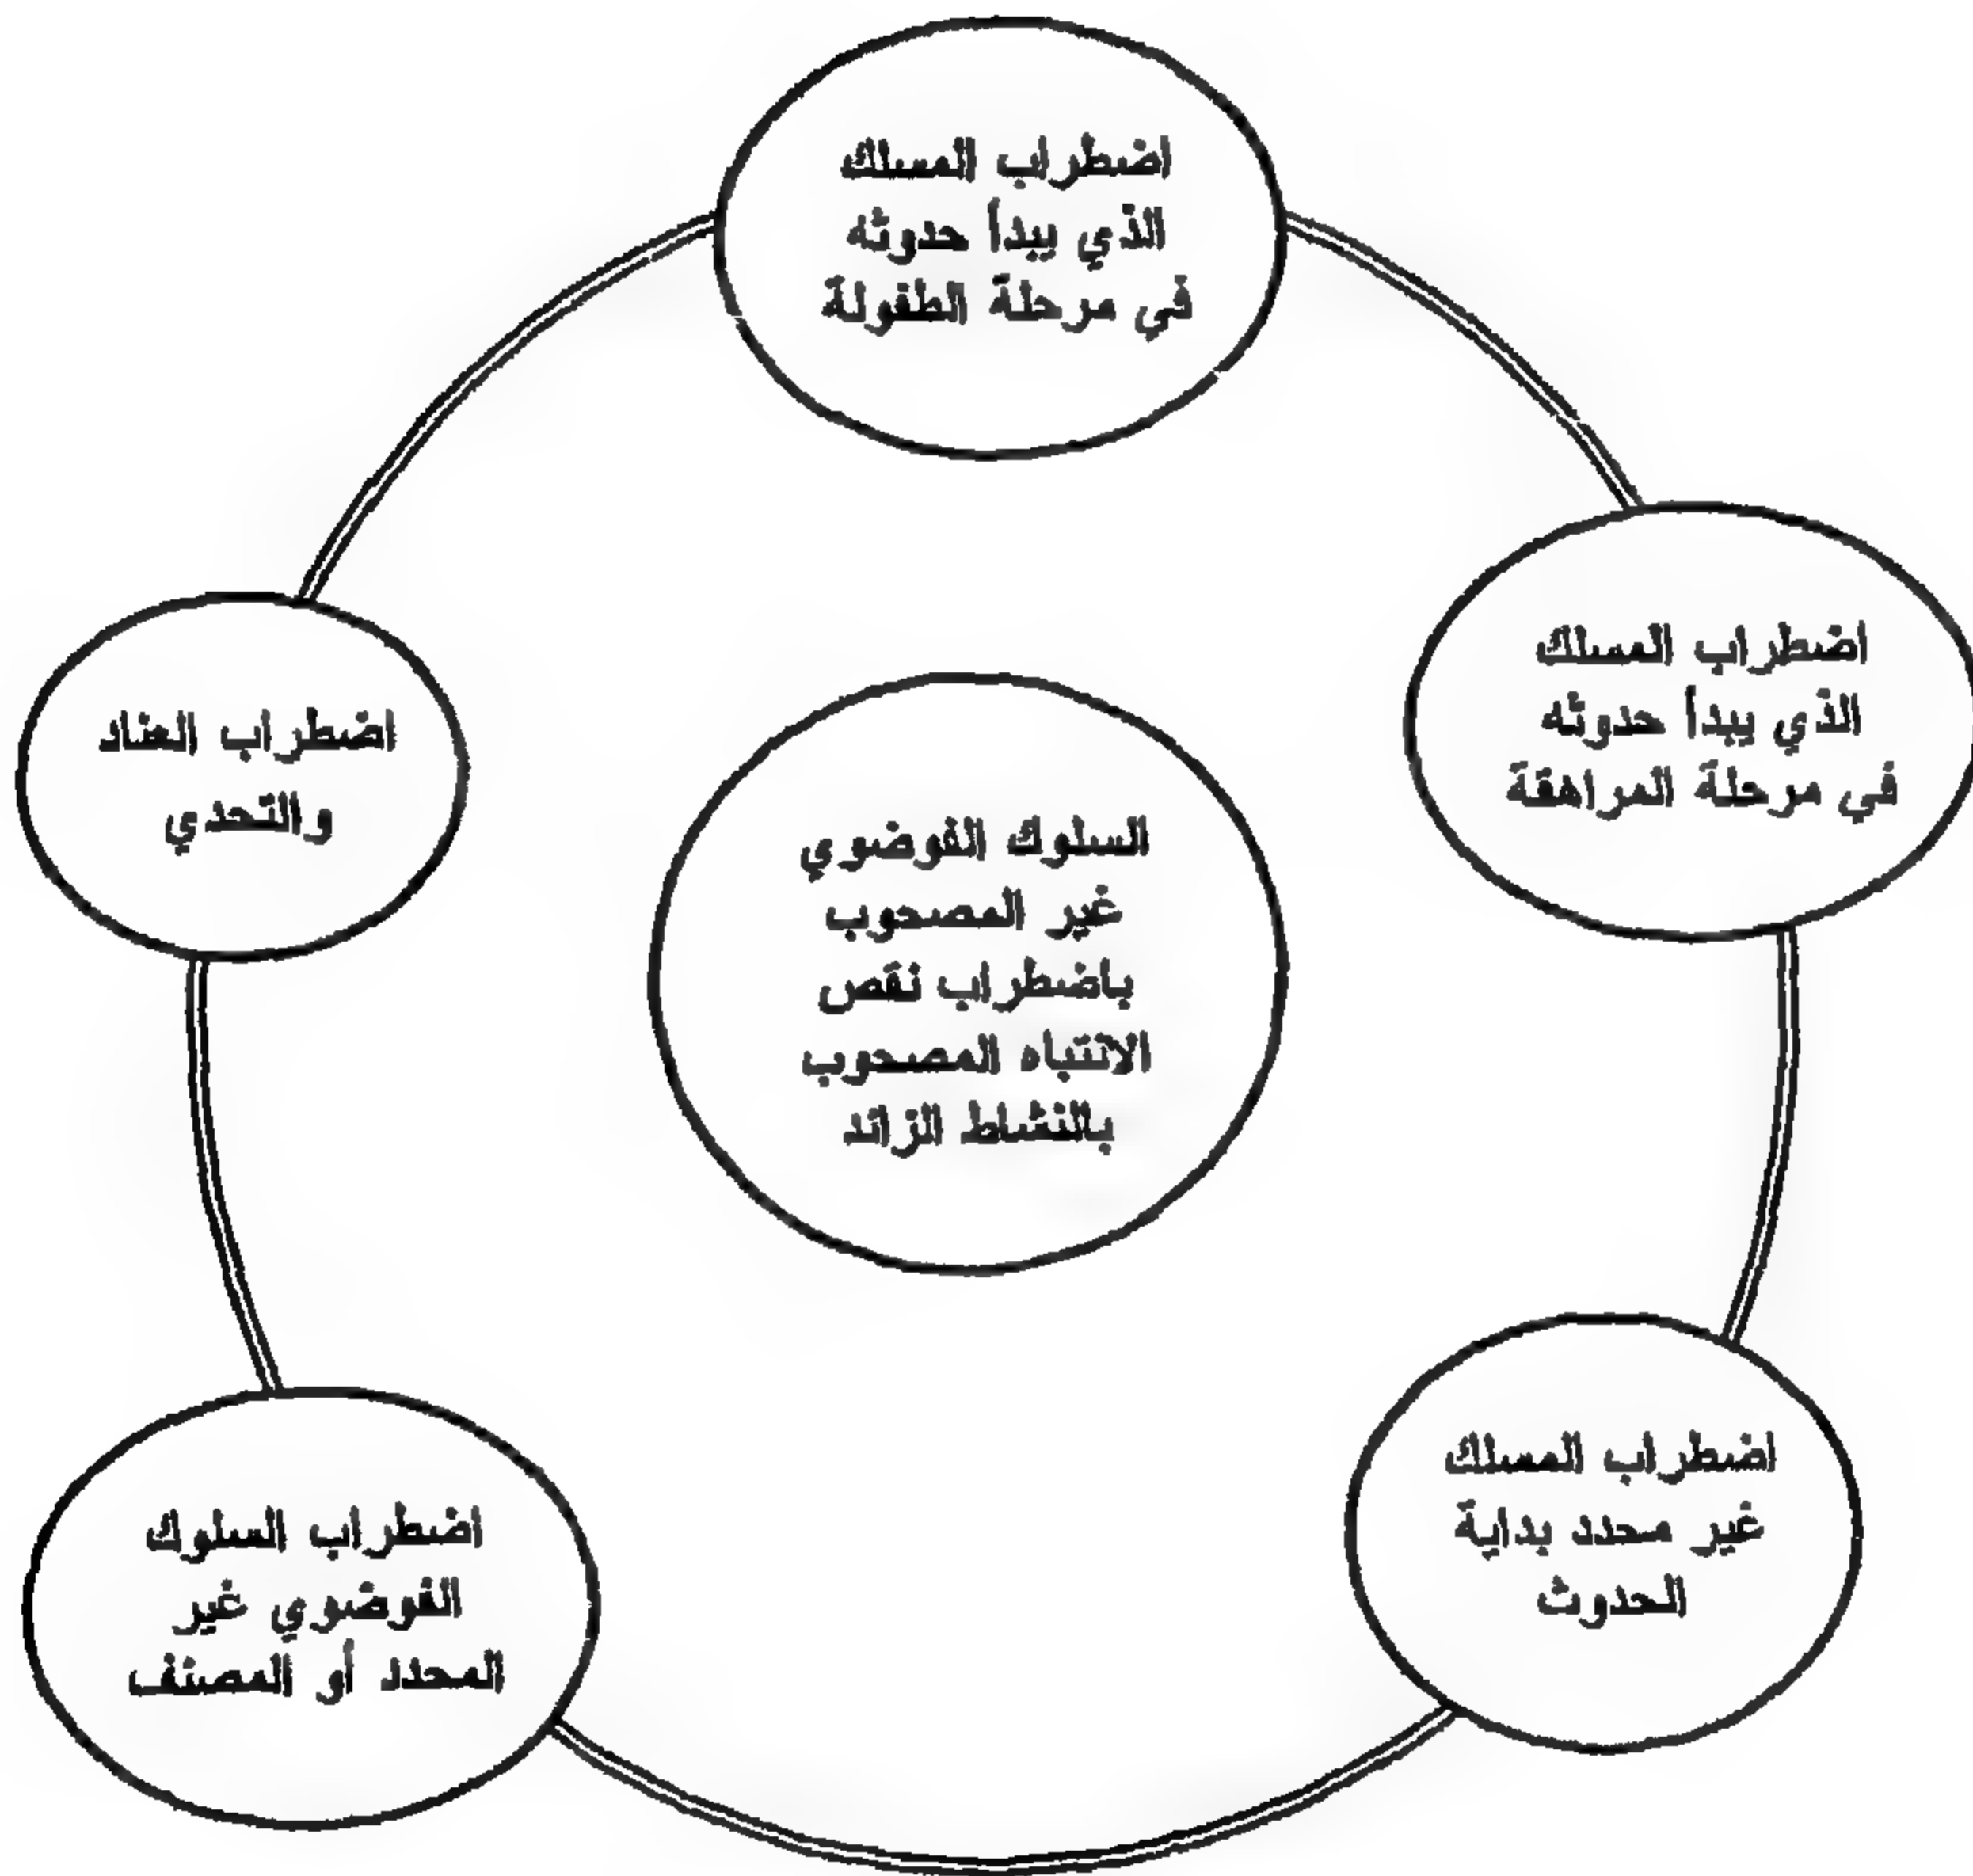 اضطراب المسلك
الذي يبدأ حدوثه
في مرحلة الطفولة
اضطراب المسلك
الذي يبدأ حدوثه
في مرحلة المراهقة
اضطراب العناد
والتحدي
السلوك الفوضوي
غير المصحوب
باضطراب نقص
الانتباه المصحوب
بالنشاط الزائد
اضطراب المسلك
غير محدد بداية
الحدوث
اضطراب السلوك
الفوضوي غير
المحدد أو المصنف